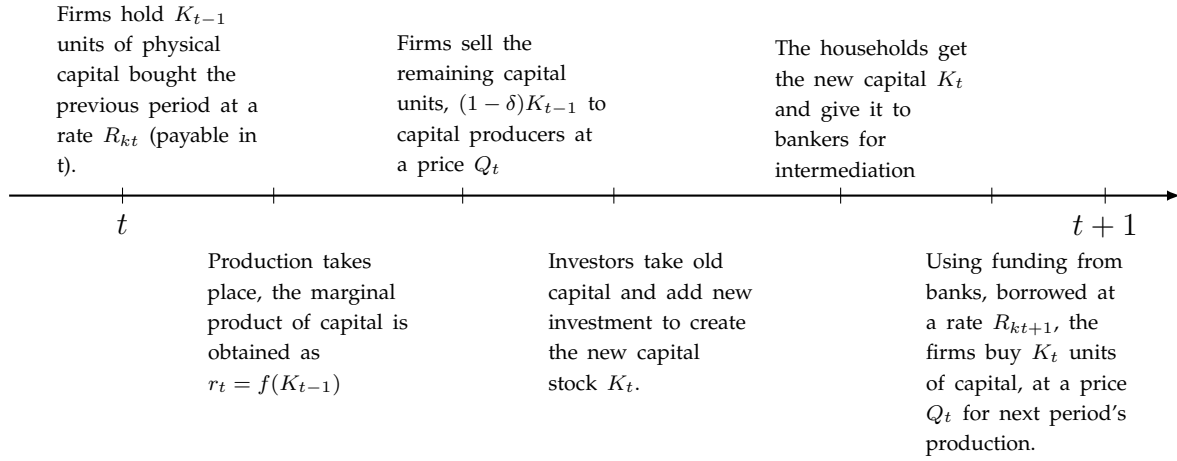 Firms hold K_{t−1}
units of physical
capital bought the
previous period at a
rate R_{kt} (payable in
t).
Firms sell the
remaining capital
units, (1 − δ)K_{t−1} to
capital producers at
a price Q_t
The households get
the new capital K_t
and give it to
bankers for
intermediation
t
t + 1
Production takes
place, the marginal
product of capital is
obtained as
r_t = f(K_{t−1})
Investors take old
capital and add new
investment to create
the new capital
stock K_t.
Using funding from
banks, borrowed at
a rate R_{kt+1}, the
firms buy K_t units
of capital, at a price
Q_t for next period's
production.